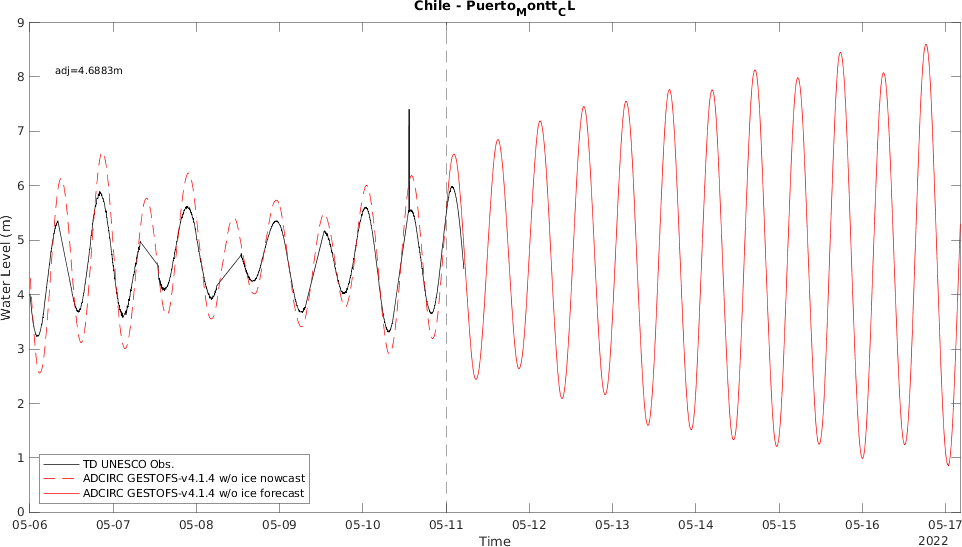 Chile - PuertoMonttCL
adj=4.6883m
Water Level (m)
9
8
7
6
5
4
3
2
1
0
TD UNESCO Obs.
ADCIRC GESTOFS-v4.1.4 w/o ice nowcast
ADCIRC GESTOFS-v4.1.4 w/o ice forecast
05-06 05-07 05-08 05-09 05-10 05-11 05-12 05-13 05-14 05-15 05-16 05-17
Time
2022